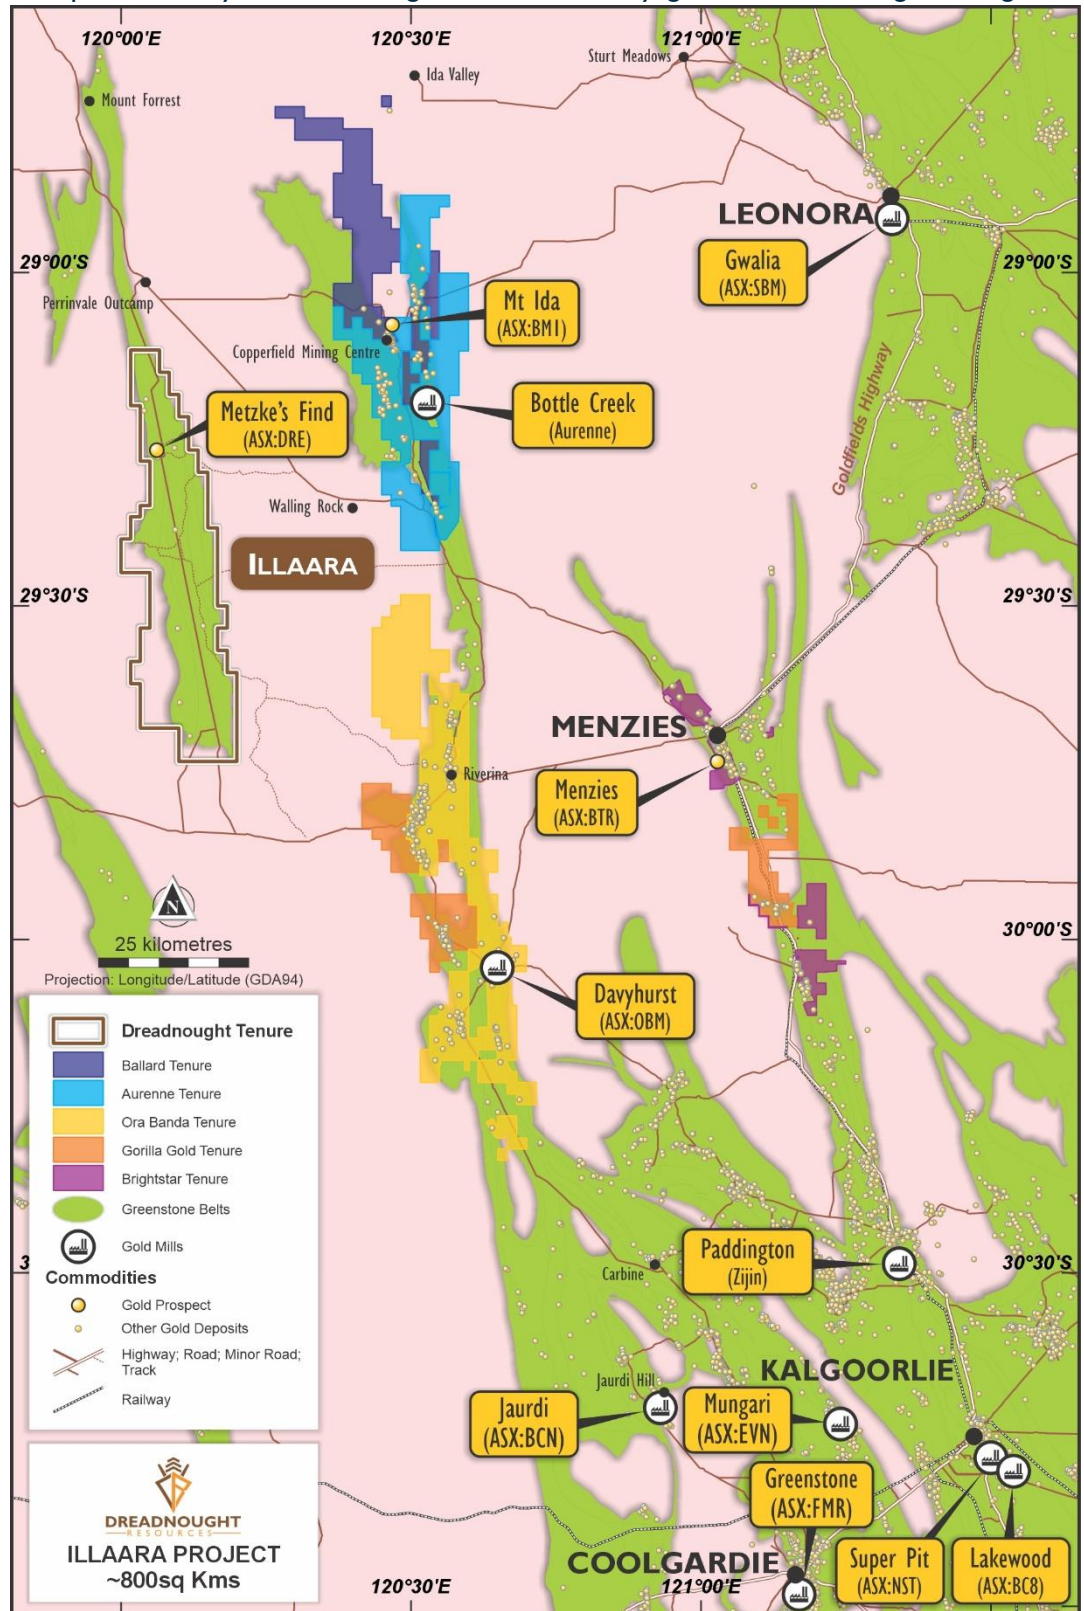 120°00'E
120°30'E
121°00'E
Sturt Meadows
Ida Valley
Mount Forrest
LEONORA
Gwalia
(ASX:SBM)
29°00'S
29°00'S
Perrinvale Outcamp
Mt Ida
(ASX:BM1)
Copperfield Mining Centre
Goldfields Highway
Metzke's Find
(ASX:DRE)
Bottle Creek
(Aurenne)
Walling Rock
ILLAARA
29°30'S
29°30'S
MENZIES
Riverina
Menzies
(ASX:BTR)
N
25 kilometres
Projection: Longitude/Latitude (GDA94)
30°00'S
Davyhurst
(ASX:OBM)
Dreadnought Tenure
Ballard Tenure
Aurenne Tenure
Ora Banda Tenure
Gorilla Gold Tenure
Brightstar Tenure
Greenstone Belts
Gold Mills
Commodities
Gold Prospect
Other Gold Deposits
Highway; Road; Minor Road;
Track
Railway
Paddington
(Zijin)
30°30'S
Carbine
KALGOORLIE
Jaurdi Hill
Jaurdi
(ASX:BCN)
Mungari
(ASX:EVN)
Greenstone
(ASX:FMR)
DREADNOUGHT
RESOURCES
ILLAARA PROJECT
~800sq Kms
COOLGARDIE
Super Pit
(ASX:NST)
Lakewood
(ASX:BC8)
120°30'E
121°00'E